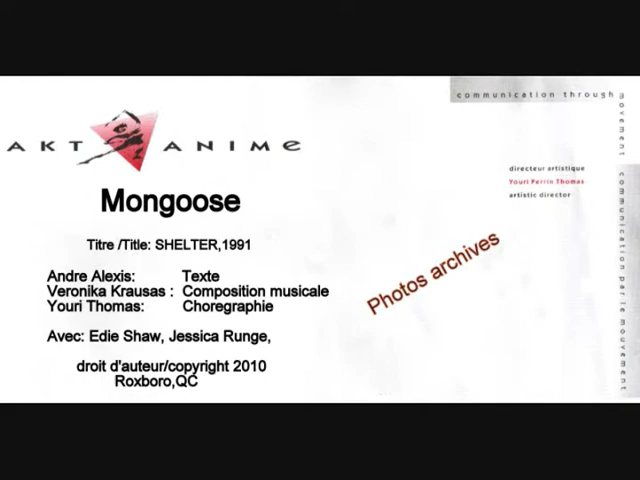 communication through
movement
AKT ANIME
directeur artistique
Youri Perrin Thomas
artistic director
Mongoose
Titre /Title: SHELTER,1991
Andre Alexis: Texte
Veronika Krausas : Composition musicale
Youri Thomas: Choregraphie
Photos archives
Avec: Edie Shaw, Jessica Runge,
droit d'auteur/copyright 2010
Roxboro,QC
communication par le mouvement